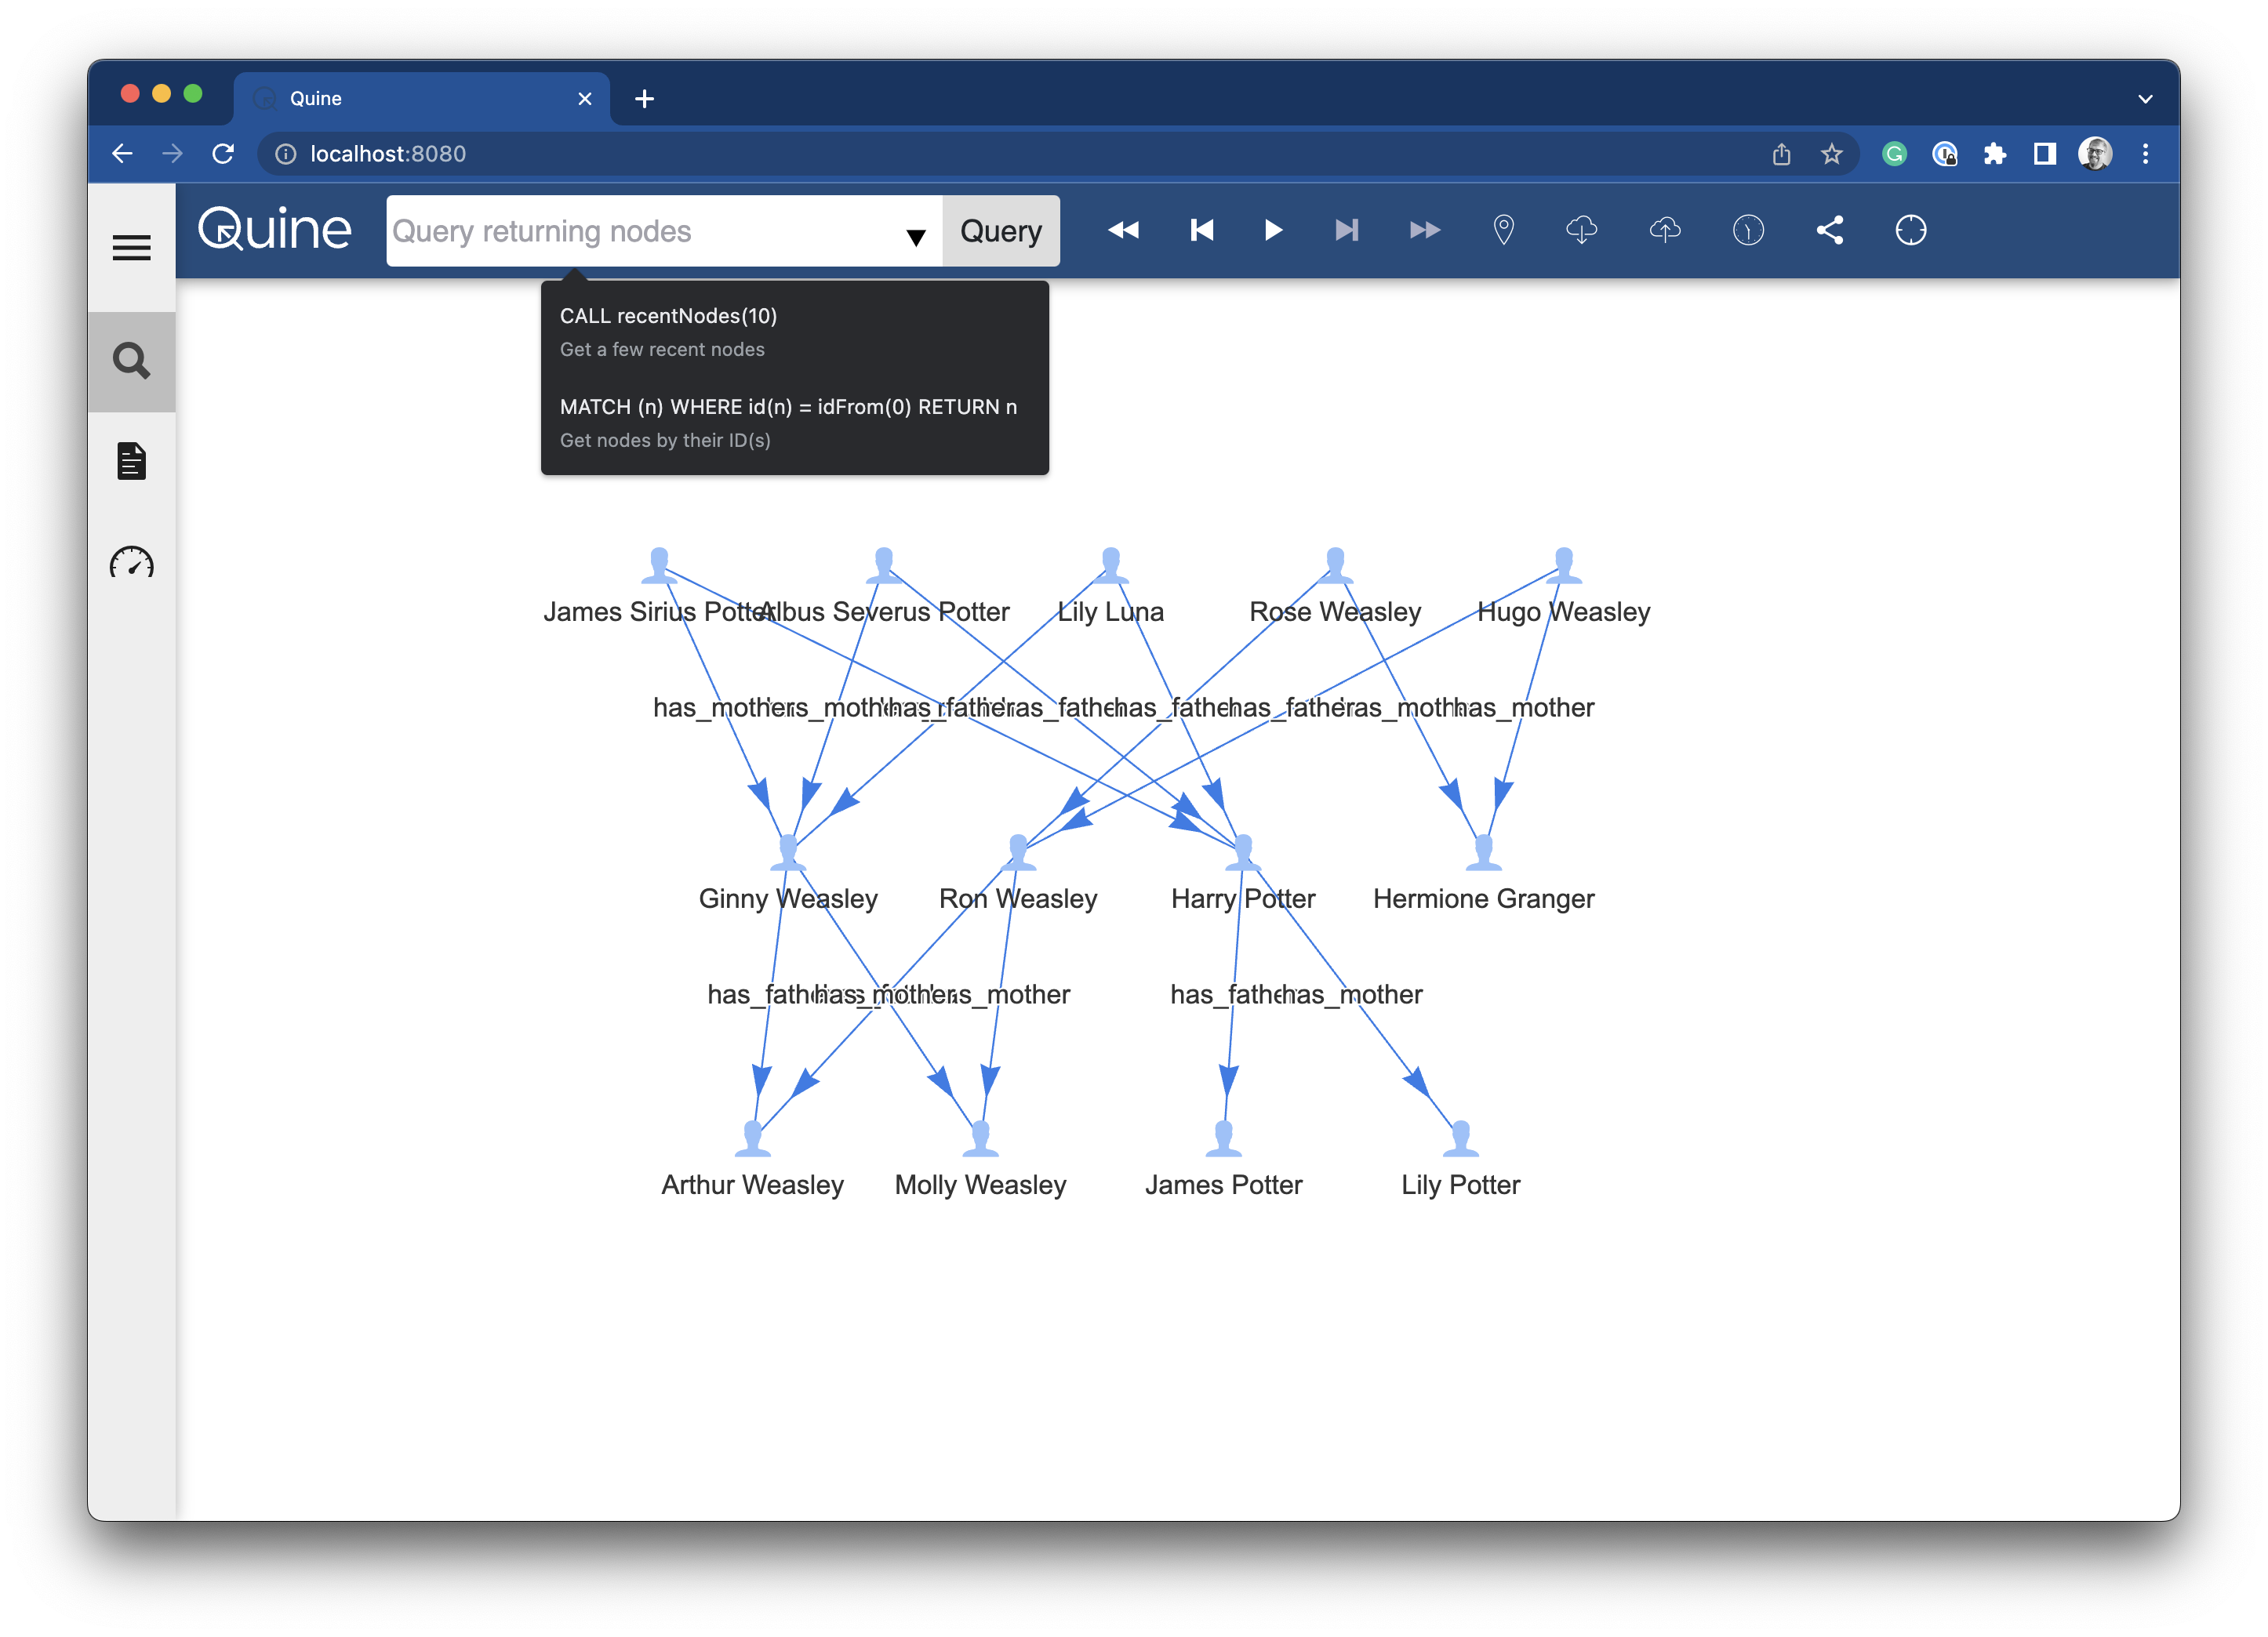 Quine
localhost:8080
Quine
Query returning nodes
Query
CALL recentNodes(10)
Get a few recent nodes
MATCH (n) WHERE id(n) = idFrom(0) RETURN n
Get nodes by their ID(s)
James Sirius Potter Albus Severus Potter Lily Luna Rose Weasley Hugo Weasley
has_mother has_mother has_father has_father has_father has_father has_mother has_mother
Ginny Weasley Ron Weasley Harry Potter Hermione Granger
has_father has_mother has_mother has_father has_mother
Arthur Weasley Molly Weasley James Potter Lily Potter